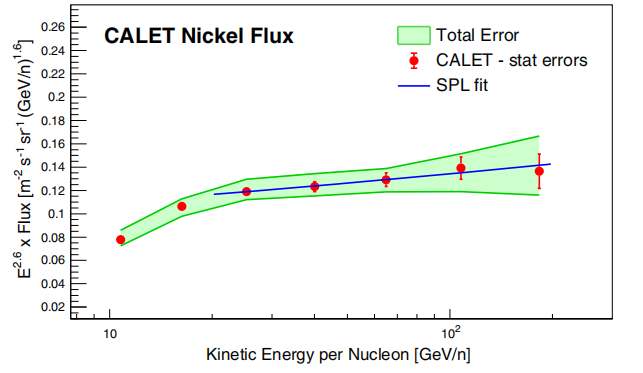 CALET Nickel Flux
Total Error
CALET - stat errors
SPL fit
E^2.6 x Flux [m^-2 s^-1 sr^-1 (GeV/n)^1.6]
0.26
0.24
0.22
0.2
0.18
0.16
0.14
0.12
0.1
0.08
0.06
0.04
0.02
10
10^2
Kinetic Energy per Nucleon [GeV/n]